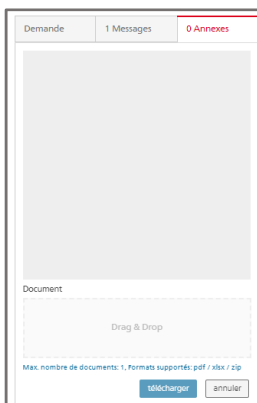 Demande 1 Messages 0 Annexes
Document
Drag & Drop
Max. nombre de documents: 1, Formats supportés: pdf / xlsx / zip
télécharger annuler